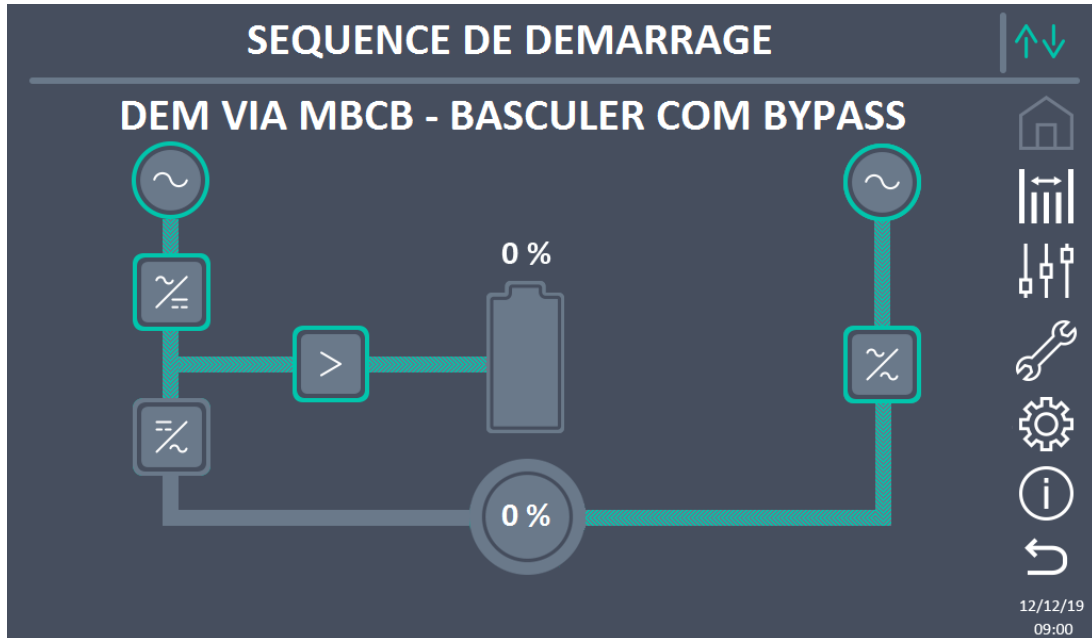 SEQUENCE DE DEMARRAGE
DEM VIA MBCB - BASCULER COM BYPASS
0 %
0 %
12/12/19
09:00